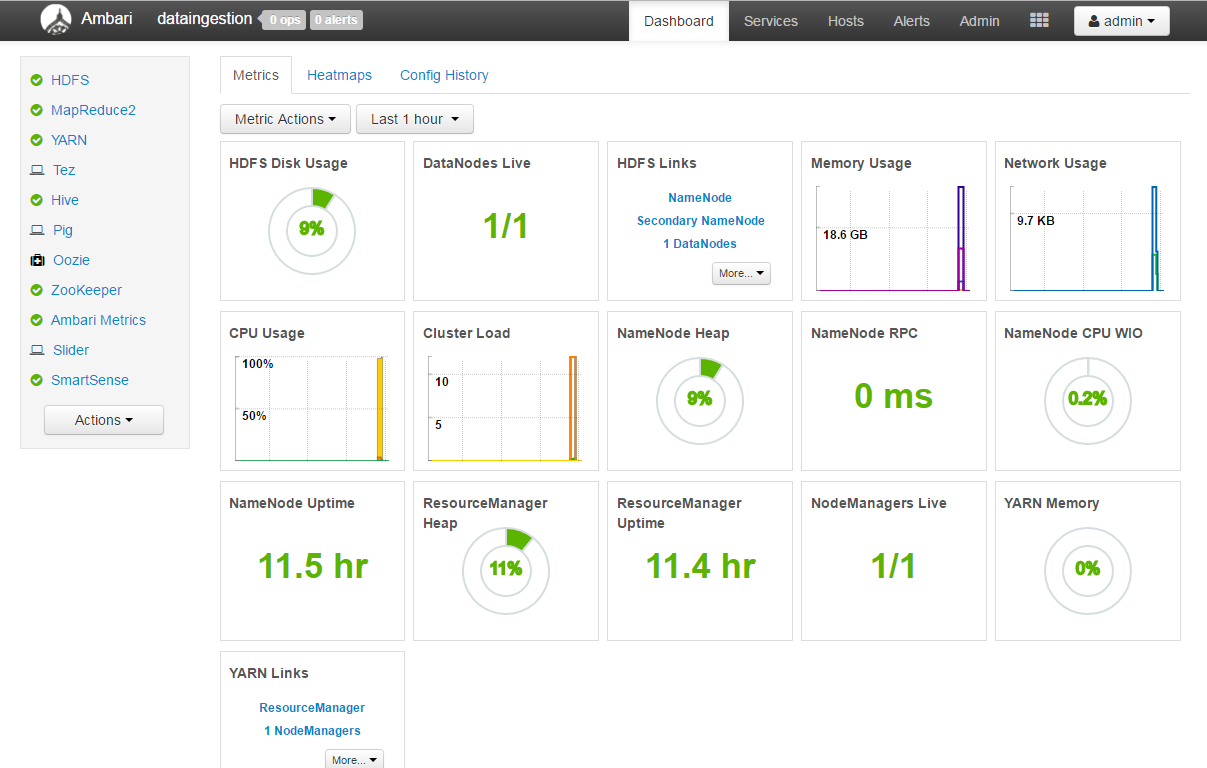 Ambari dataingestion 0 ops 0 alerts Dashboard Services Hosts Alerts Admin admin
HDFS
MapReduce2
YARN
Tez
Hive
Pig
Oozie
ZooKeeper
Ambari Metrics
Slider
SmartSense
Actions
Metrics Heatmaps Config History
Metric Actions Last 1 hour
HDFS Disk Usage
9%
DataNodes Live
1/1
HDFS Links
NameNode
Secondary NameNode
1 DataNodes
More...
Memory Usage
18.6 GB
Network Usage
9.7 KB
CPU Usage
100%
50%
Cluster Load
10
5
NameNode Heap
9%
NameNode RPC
0 ms
NameNode CPU WIO
0.2%
NameNode Uptime
11.5 hr
ResourceManager
Heap
11%
ResourceManager
Uptime
11.4 hr
NodeManagers Live
1/1
YARN Memory
0%
YARN Links
ResourceManager
1 NodeManagers
More...